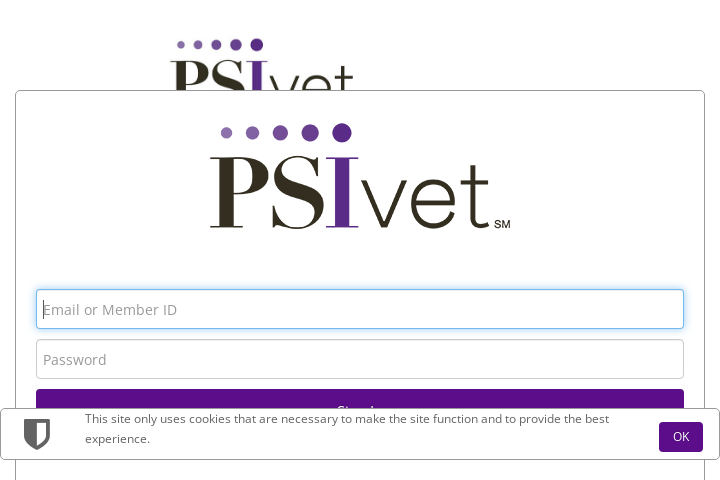 PSIvet
PSIvet SM
Email or Member ID
Password
This site only uses cookies that are necessary to make the site function and to provide the best
experience.
OK